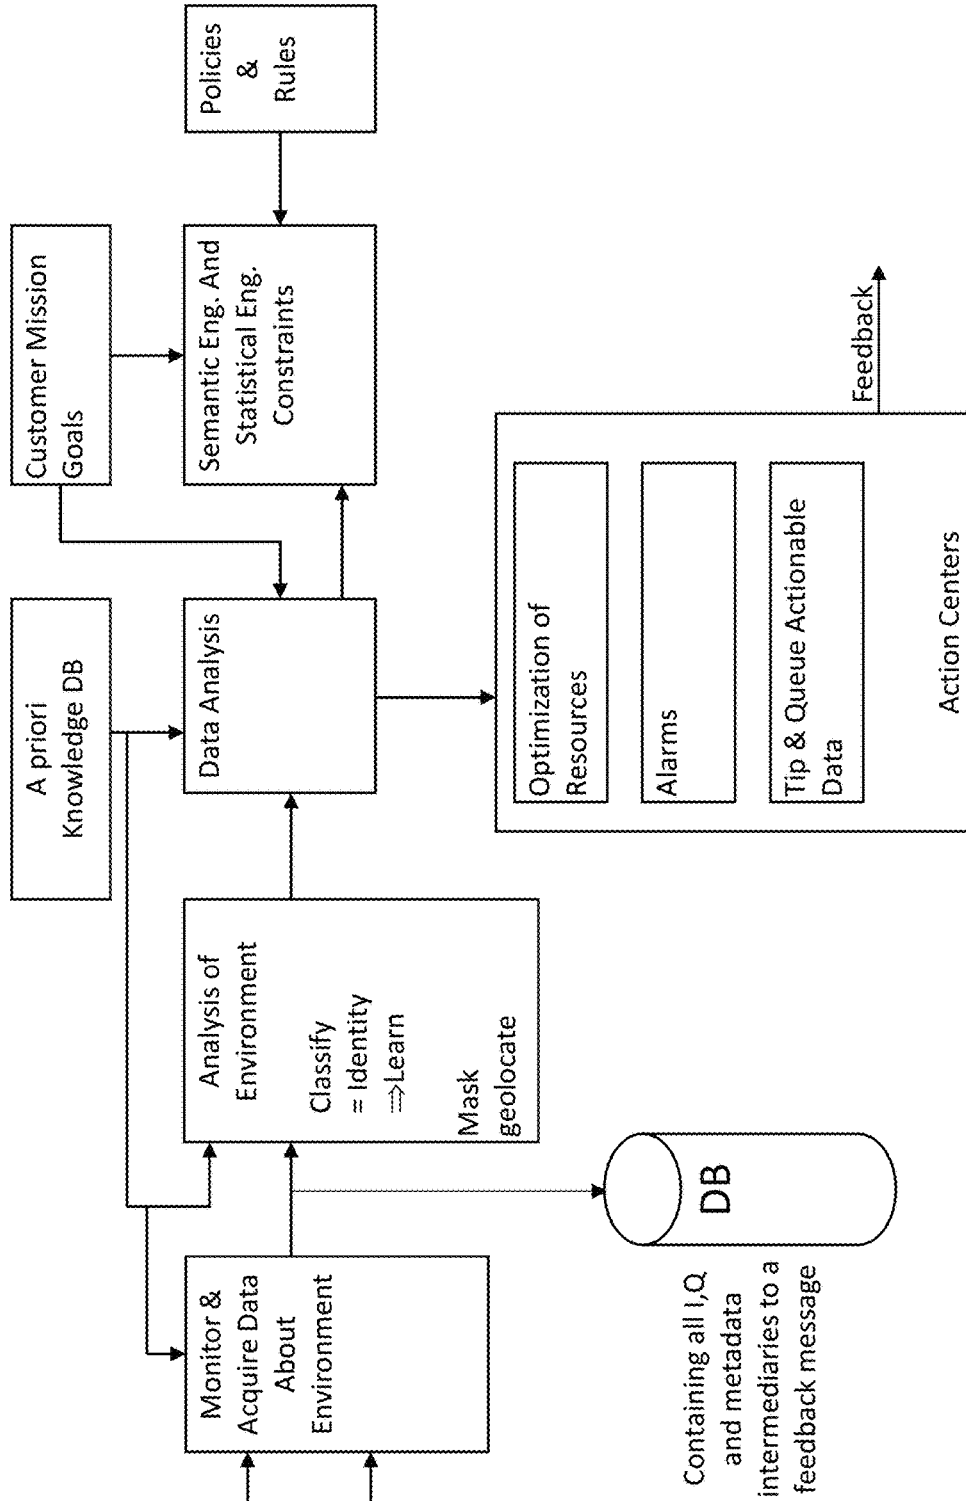 Monitor &
Acquire Data
About
Environment
Analysis of
Environment
Classify
= Identity
⇒Learn
Mask
geolocate
A priori
Knowledge DB
Data Analysis
Customer Mission
Goals
Semantic Eng. And
Statistical Eng.
Constraints
Policies
&
Rules
DB
Containing all I,Q
and metadata
intermediaries to a
feedback message
Optimization of
Resources
Alarms
Tip & Queue Actionable
Data
Action Centers
Feedback